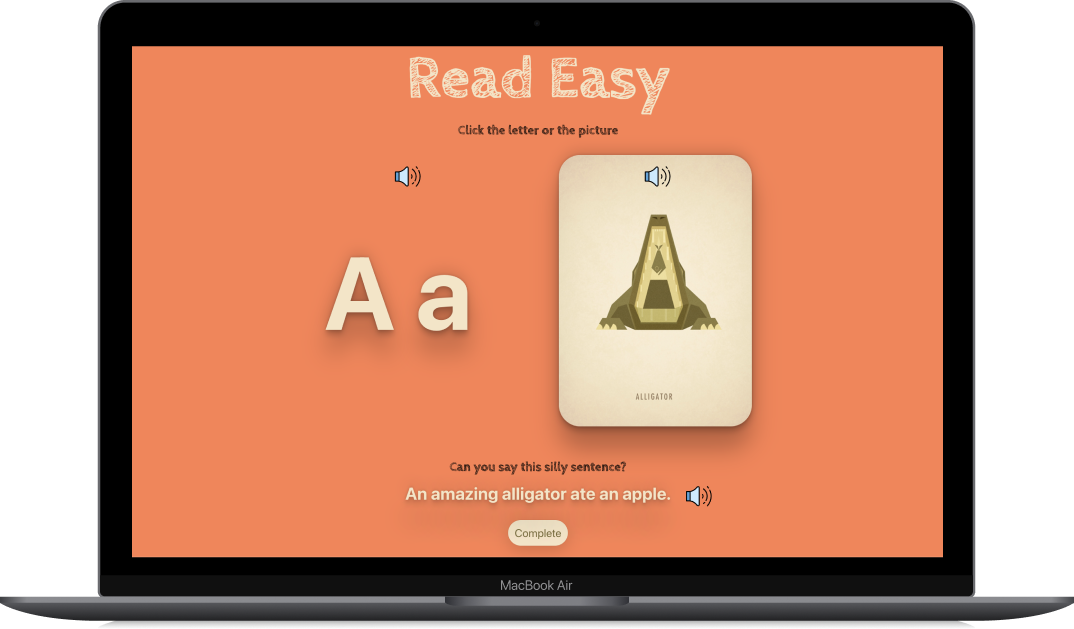 Read Easy
Click the letter or the picture
A a
ALLIGATOR
Can you say this silly sentence?
An amazing alligator ate an apple.
Complete
MacBook Air